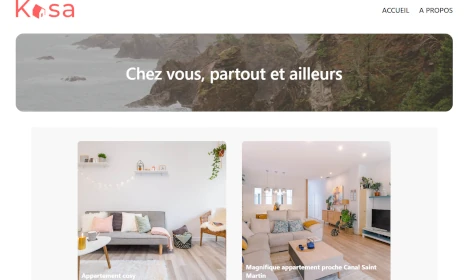 Kasa
ACCUEIL
A PROPOS
Chez vous, partout et ailleurs
Appartement cosy
Magnifique appartement proche Canal Saint
Martin